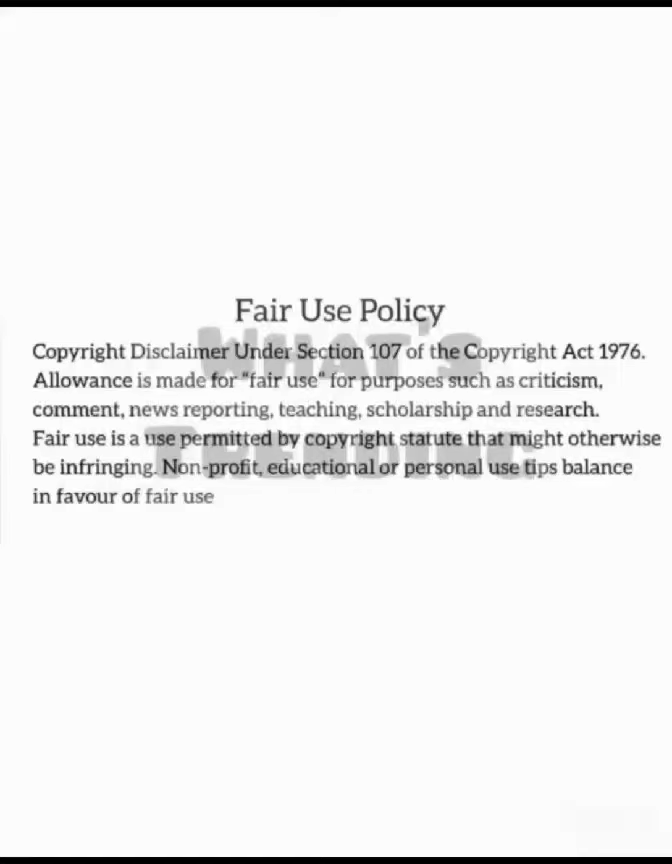 Fair Use Policy
Copyright Disclaimer Under Section 107 of the Copyright Act 1976.
Allowance is made for "fair use" for purposes such as criticism,
comment, news reporting, teaching, scholarship and research.
Fair use is a use permitted by copyright statute that might otherwise
be infringing. Non-profit, educational or personal use tips balance
in favour of fair use
WHAT'S
TRENDING